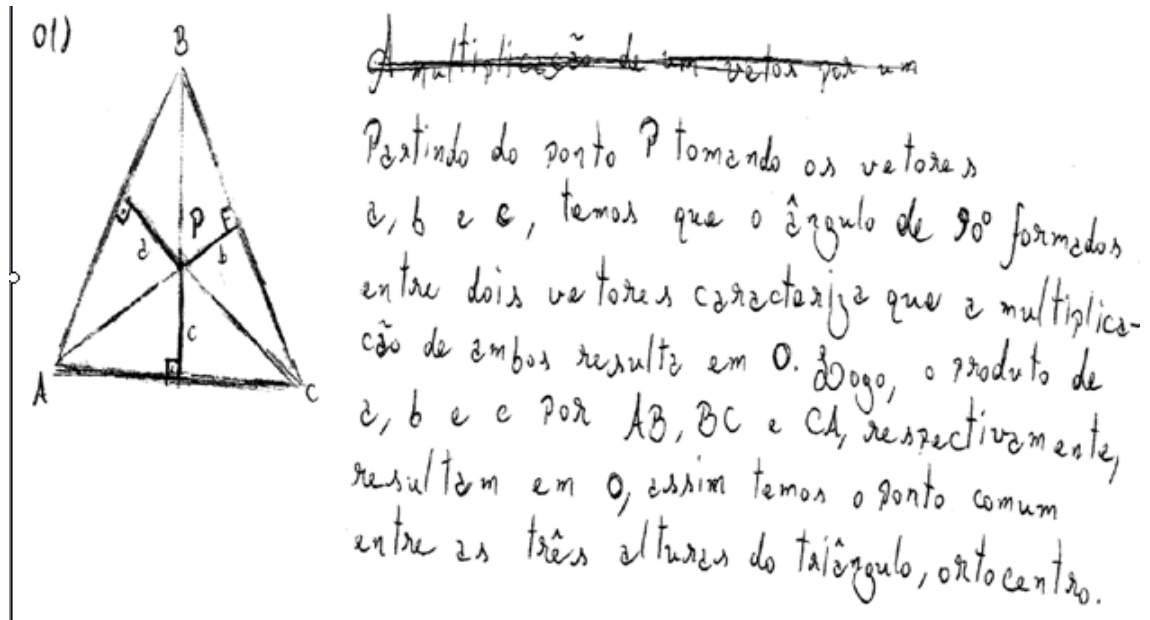 01)
B
P
a
b
c
A
C
A multiplicação de um vetor por um
Partindo do ponto P tomando os vetores
a, b e c, temos que o ângulo de 90º formados
entre dois vetores caracteriza que a multiplica-
ção de ambos resulta em 0. Logo, o produto de
a, b e c por AB, BC e CA, respectivamente,
resultam em 0, assim temos o ponto comum
entre as três alturas do triângulo, ortocentro.